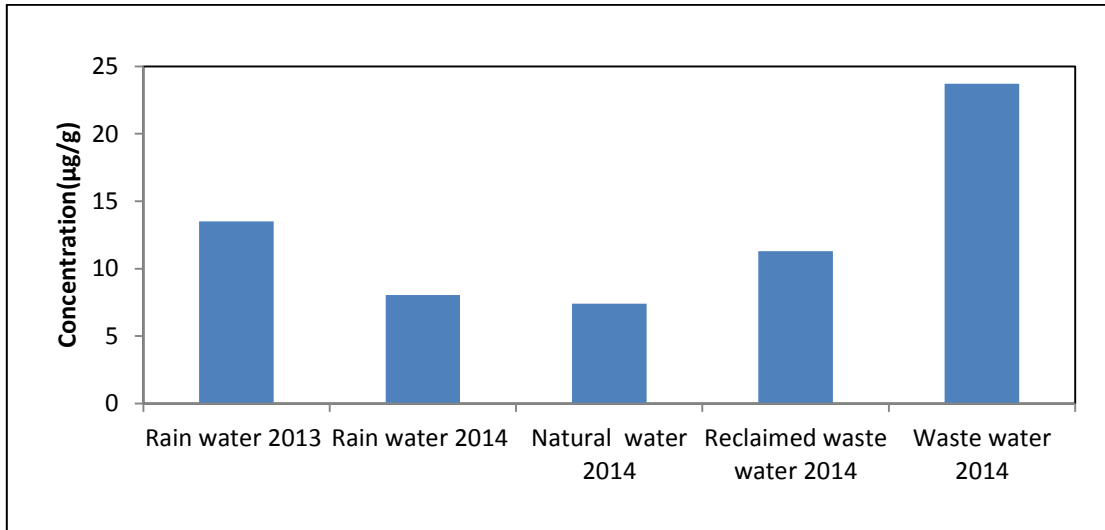 25
20
15
10
5
0
Concentration(µg/g)
Rain water 2013 Rain water 2014 Natural water Reclaimed waste Waste water
2014 water 2014 2014